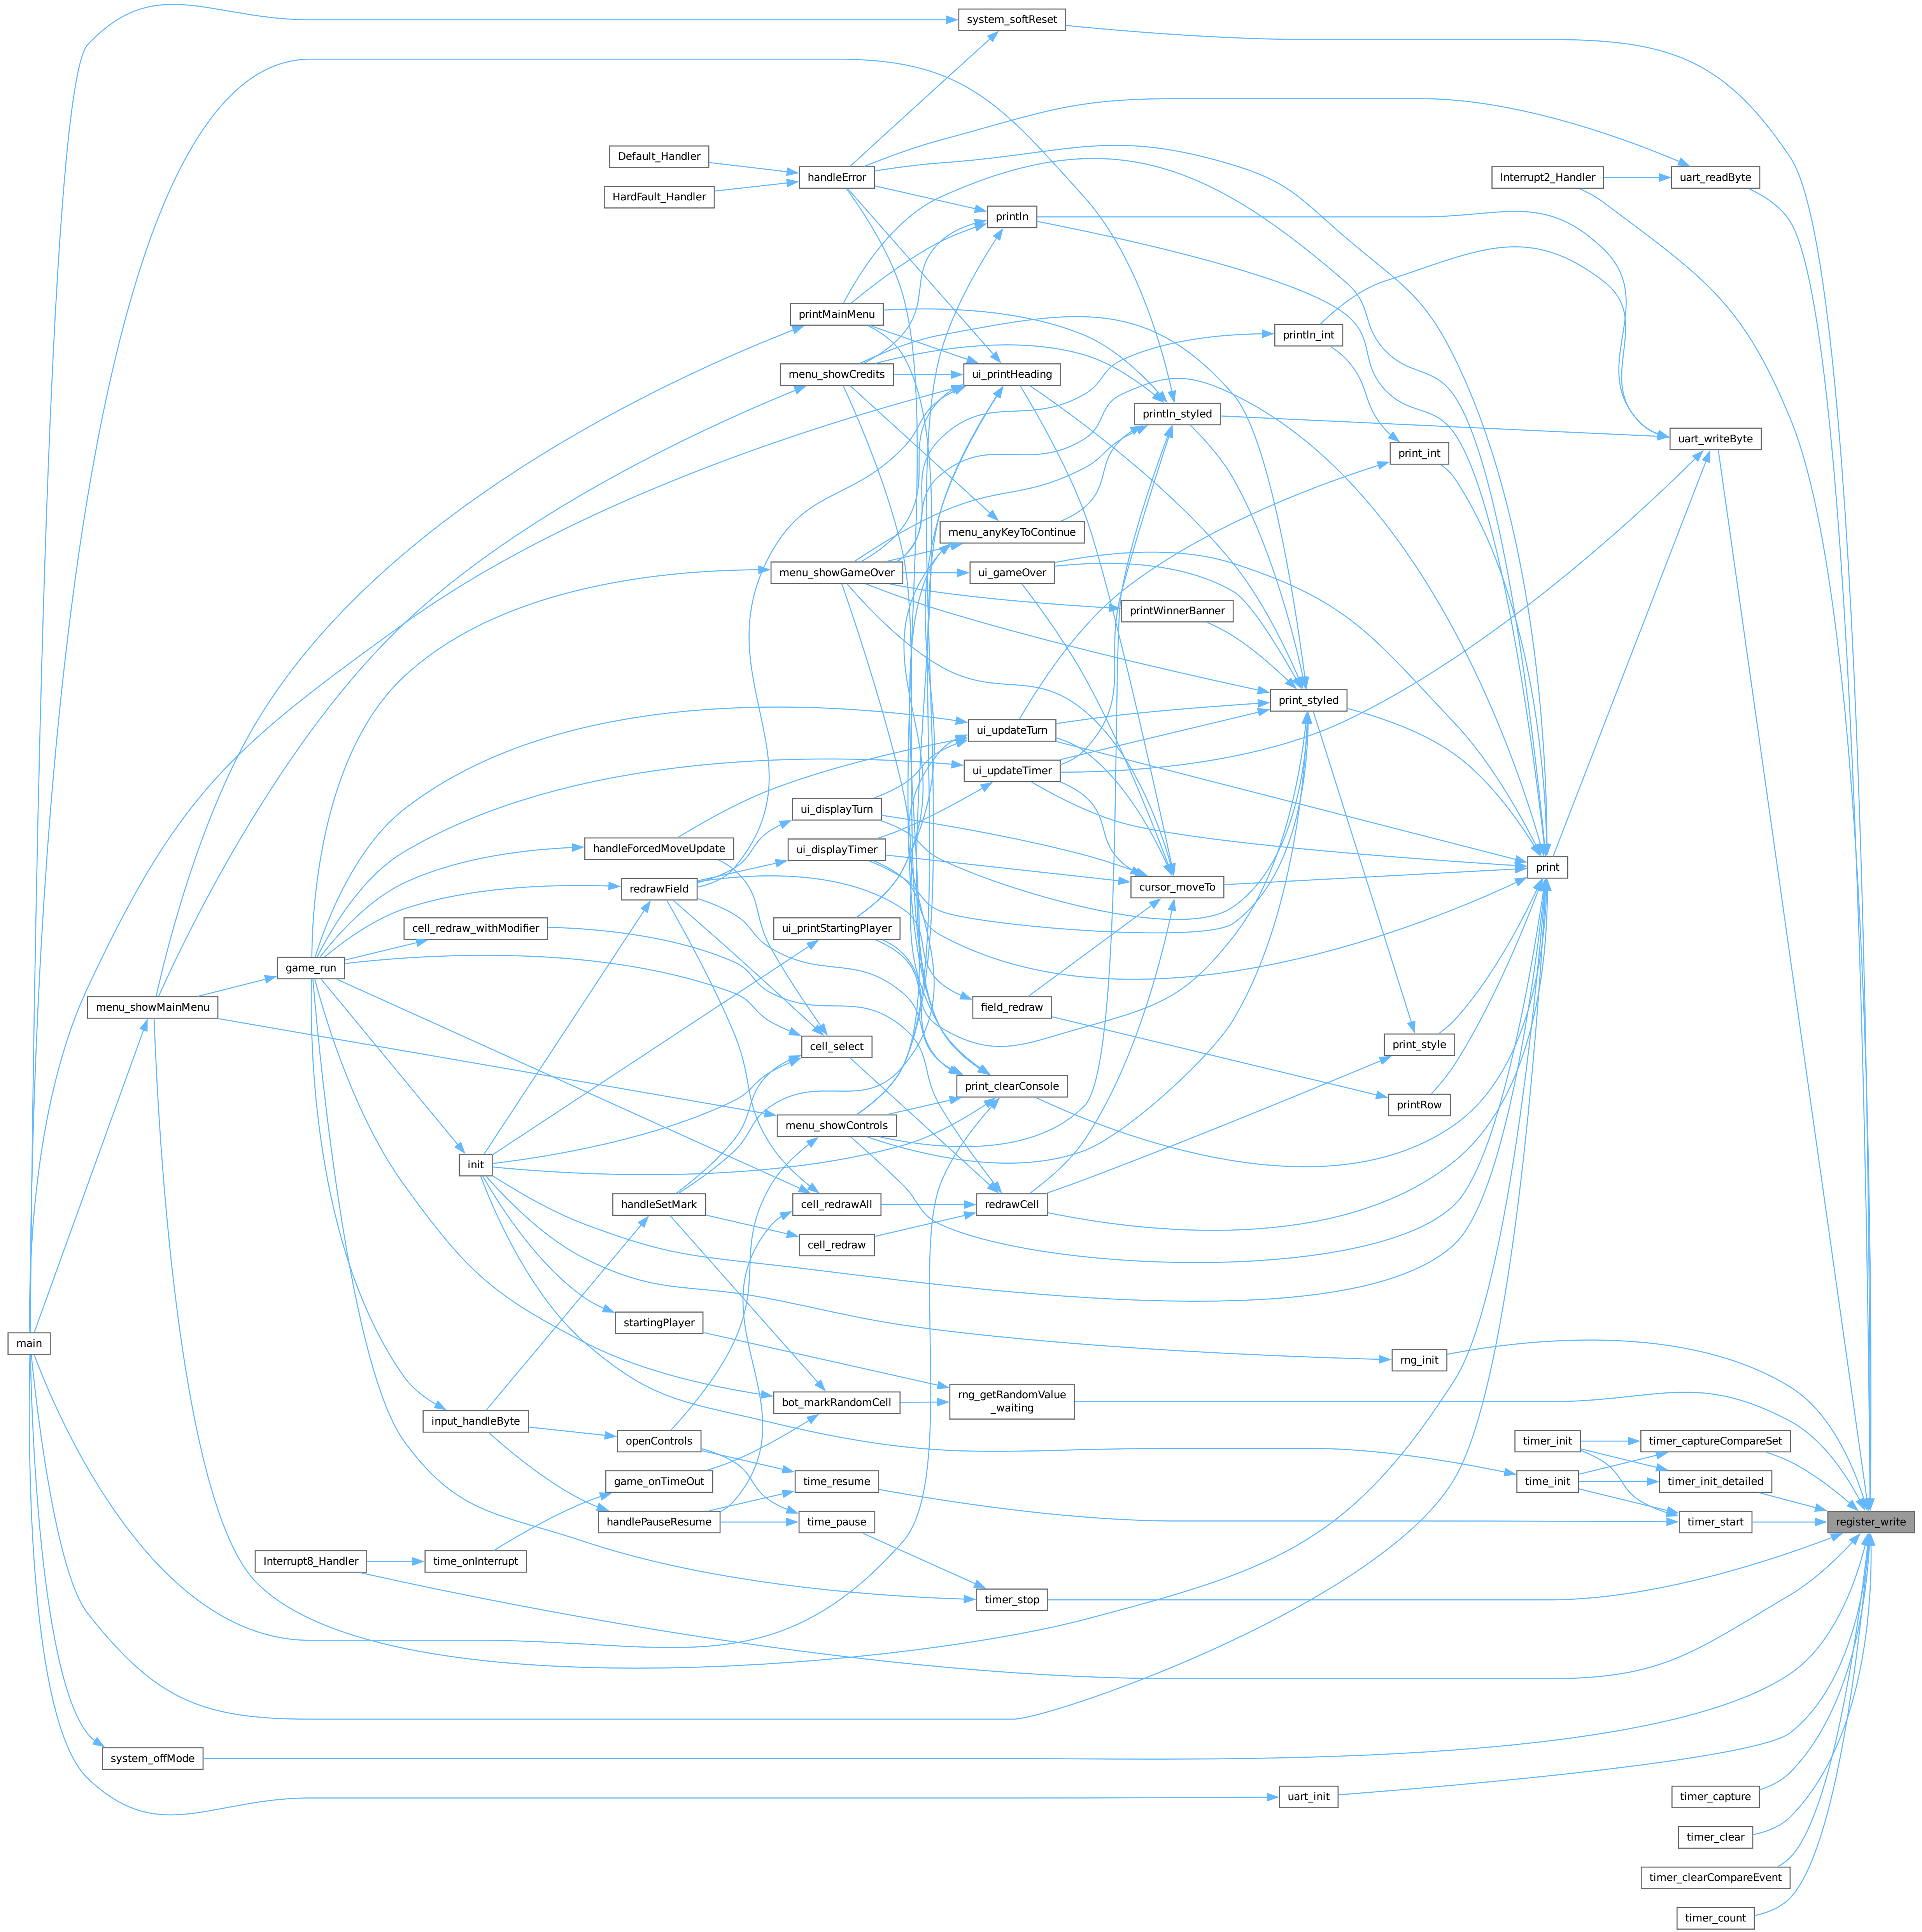 system_softReset
Default_Handler
handleError
Interrupt2_Handler
uart_readByte
HardFault_Handler
println
printMainMenu
println_int
menu_showCredits
ui_printHeading
println_styled
uart_writeByte
print_int
menu_anyKeyToContinue
menu_showGameOver
ui_gameOver
printWinnerBanner
print_styled
ui_updateTurn
ui_updateTimer
ui_displayTurn
handleForcedMoveUpdate
ui_displayTimer
print
redrawField
cursor_moveTo
cell_redraw_withModifier
ui_printStartingPlayer
game_run
menu_showMainMenu
field_redraw
cell_select
print_style
print_clearConsole
printRow
menu_showControls
init
handleSetMark
cell_redrawAll
redrawCell
cell_redraw
startingPlayer
main
rng_init
bot_markRandomCell
rng_getRandomValue
_waiting
input_handleByte
openControls
timer_init
timer_captureCompareSet
game_onTimeOut
time_resume
time_init
timer_init_detailed
handlePauseResume
time_pause
timer_start
register_write
Interrupt8_Handler
time_onInterrupt
timer_stop
system_offMode
uart_init
timer_capture
timer_clear
timer_clearCompareEvent
timer_count